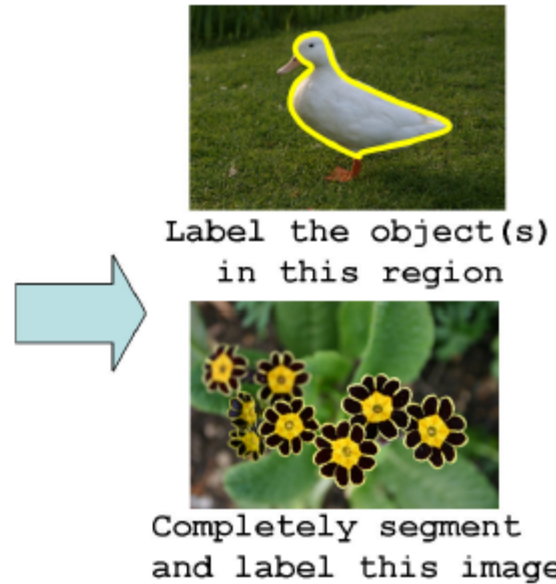 Label the object(s)
in this region
Completely segment
and label this image